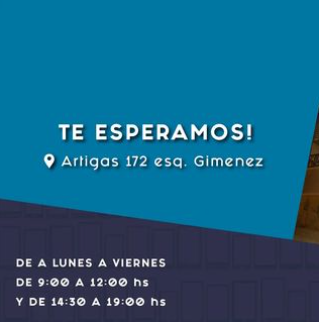 TE ESPERAMOS!
Artigas 172 esq. Gimenez
DE A LUNES A VIERNES
DE 9:00 A 12:00 hs
Y DE 14:30 A 19:00 hs